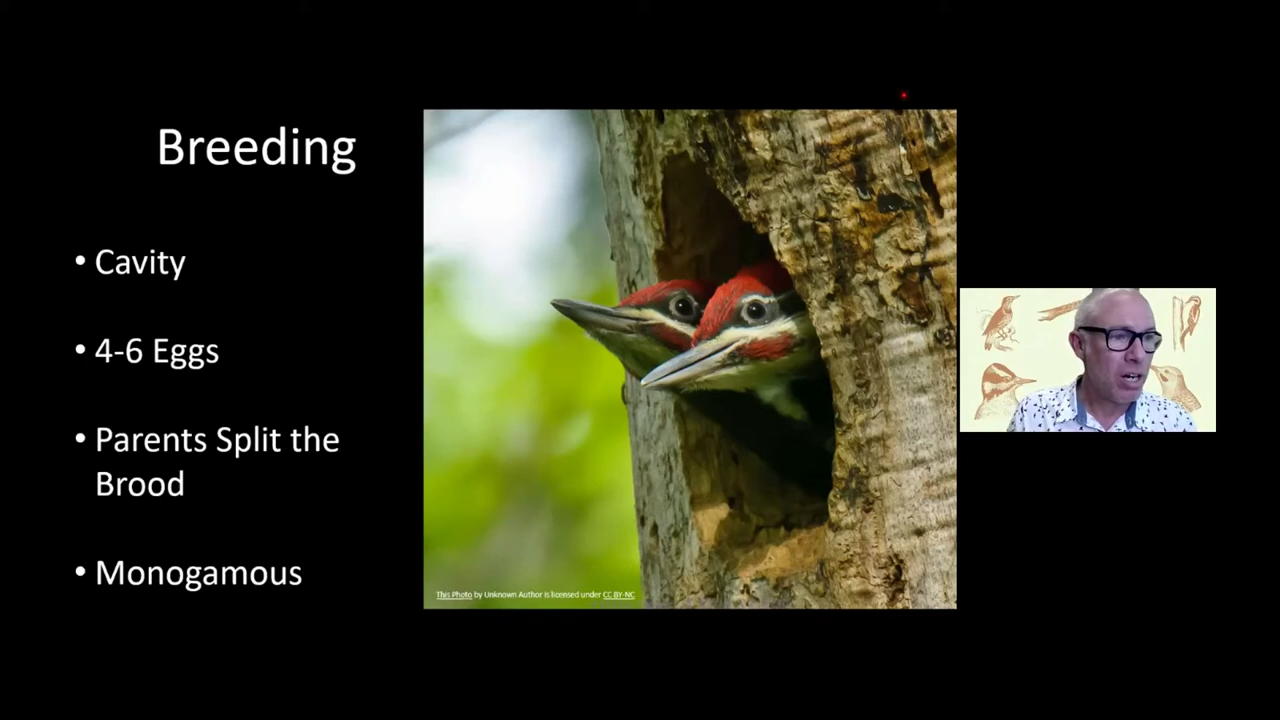 Breeding
• Cavity
• 4-6 Eggs
• Parents Split the
Brood
• Monogamous
This Photo by Unknown Author is licensed under CC BY-NC